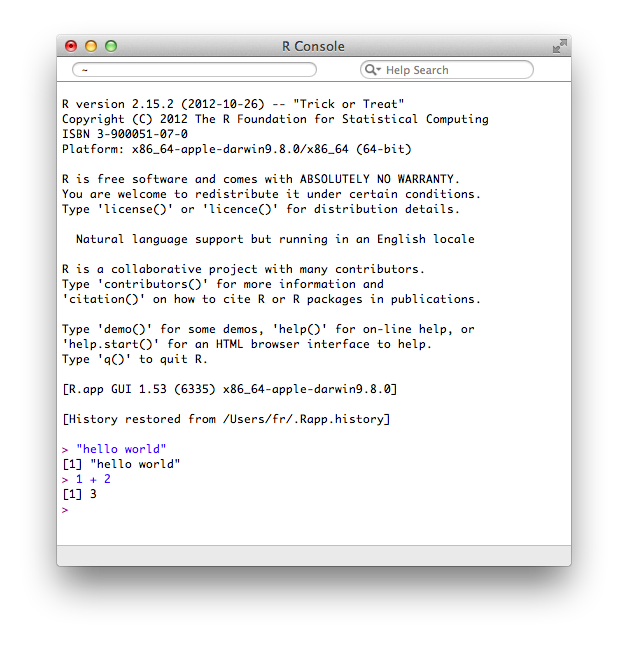 R Console
~
Help Search
R version 2.15.2 (2012-10-26) -- "Trick or Treat"
Copyright (C) 2012 The R Foundation for Statistical Computing
ISBN 3-900051-07-0
Platform: x86_64-apple-darwin9.8.0/x86_64 (64-bit)
R is free software and comes with ABSOLUTELY NO WARRANTY.
You are welcome to redistribute it under certain conditions.
Type 'license()' or 'licence()' for distribution details.
Natural language support but running in an English locale
R is a collaborative project with many contributors.
Type 'contributors()' for more information and
'citation()' on how to cite R or R packages in publications.
Type 'demo()' for some demos, 'help()' for on-line help, or
'help.start()' for an HTML browser interface to help.
Type 'q()' to quit R.
[R.app GUI 1.53 (6335) x86_64-apple-darwin9.8.0]
[History restored from /Users/fr/.Rapp.history]
> "hello world"
[1] "hello world"
> 1 + 2
[1] 3
>